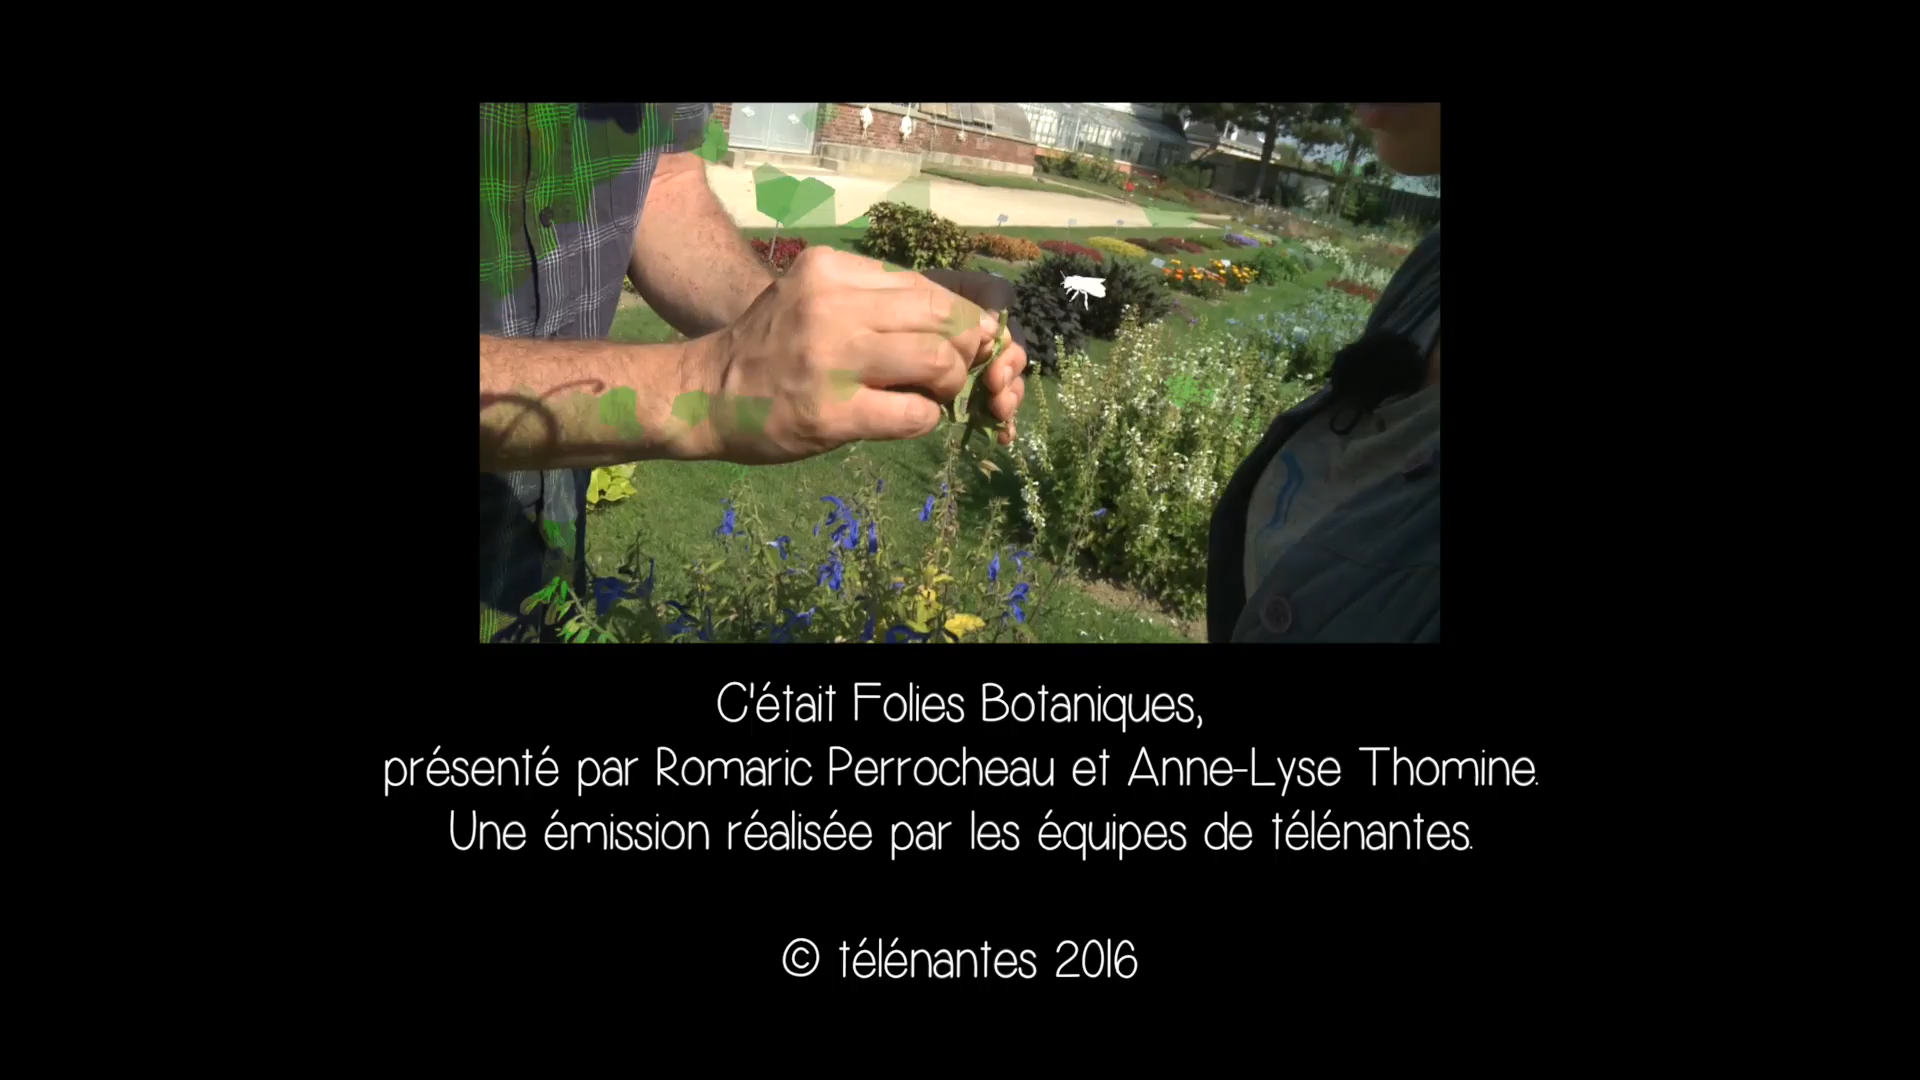 C'était Folies Botaniques,
présenté par Romaric Perrocheau et Anne-Lyse Thomine.
Une émission réalisée par les équipes de télénantes.
© télénantes 2016